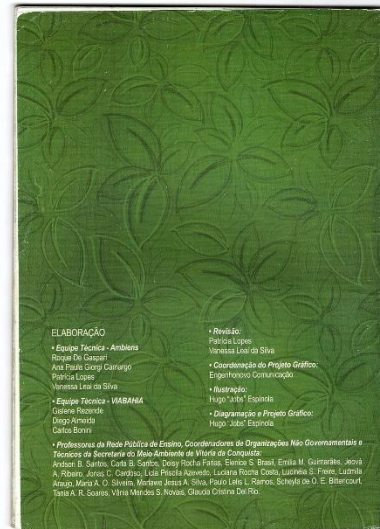 ELABORAÇÃO
• Equipe Técnica - Ambiens
Roque De Gaspari
Ana Paula Giorgi Camargo
Patrícia Lopes
Vanessa Leal da Silva
• Equipe Técnica - VIABAHIA
Gislene Rezende
Diego Almeida
Carlos Bonini
• Revisão:
Patrícia Lopes
Vanessa Leal da Silva
• Coordenação do Projeto Gráfico:
Engenhonovo Comunicação
• Ilustração:
Hugo "Jobs" Espínola
• Diagramação e Projeto Gráfico:
Hugo "Jobs" Espínola
• Professores da Rede Pública de Ensino, Coordenadores de Organizações Não Governamentais e
Técnicos da Secretaria do Meio Ambiente de Vitória da Conquista:
Andson B. Santos, Carla B. Santos, Deisy Rocha Farias, Elenice S. Brasil, Emília M. Guimarães, Jeová
A. Ribeiro, Jonas C. Cardoso, Lícia Priscila Azevedo, Luciana Rocha Costa, Lucinéia S. Freire, Ludmila
Araujo, Maria A. O. Silveira, Jesus A. Silva, Paulo L. Ramos, Scheyla de O. E. Bittencourt,
Tania A. R. Soares, Vânia Mendes S. Novais, Glaucia Cristina Del Rio.